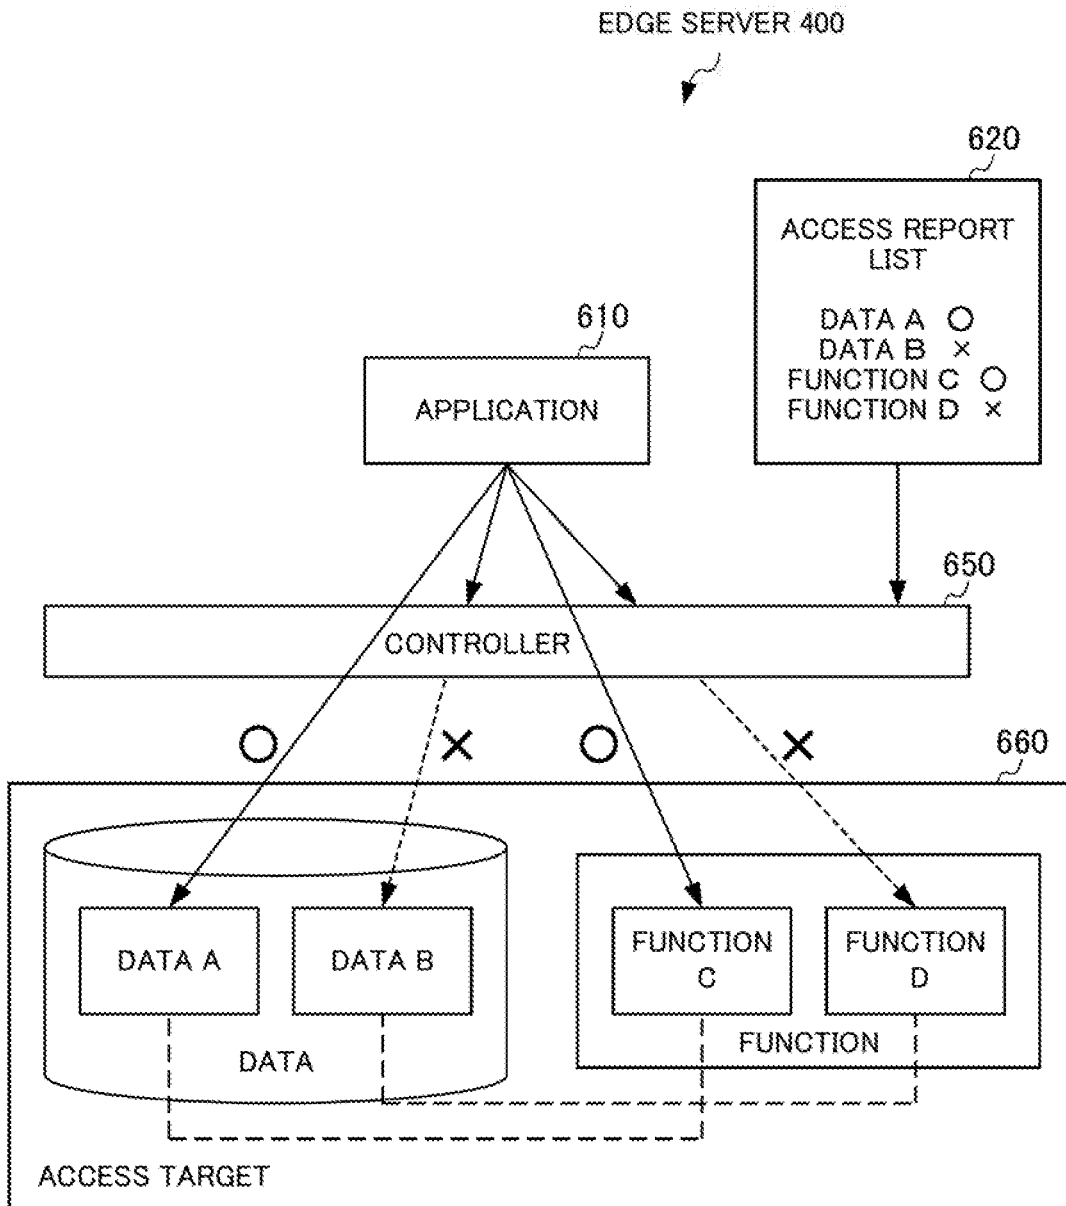 EDGE SERVER 400
620
ACCESS REPORT
LIST
DATA A ○
DATA B ×
FUNCTION C ○
FUNCTION D ×
610
APPLICATION
650
CONTROLLER
○ × ○ ×
660
DATA A
DATA B
FUNCTION
C
FUNCTION
D
DATA
FUNCTION
ACCESS TARGET